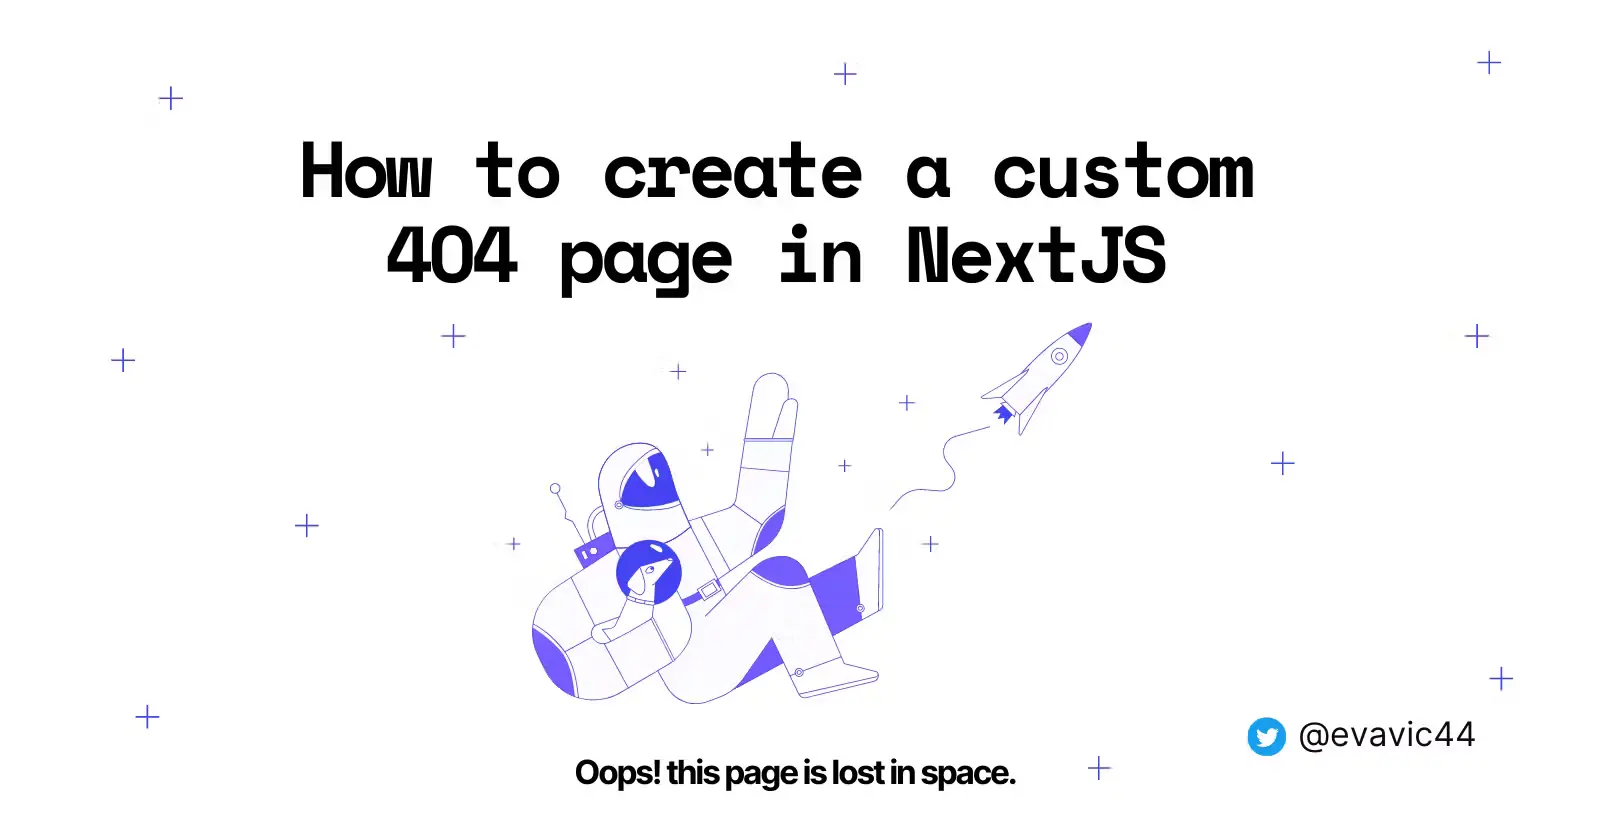 How to create a custom
404 page in NextJS
@evavic44
Oops! this page is lost in space.